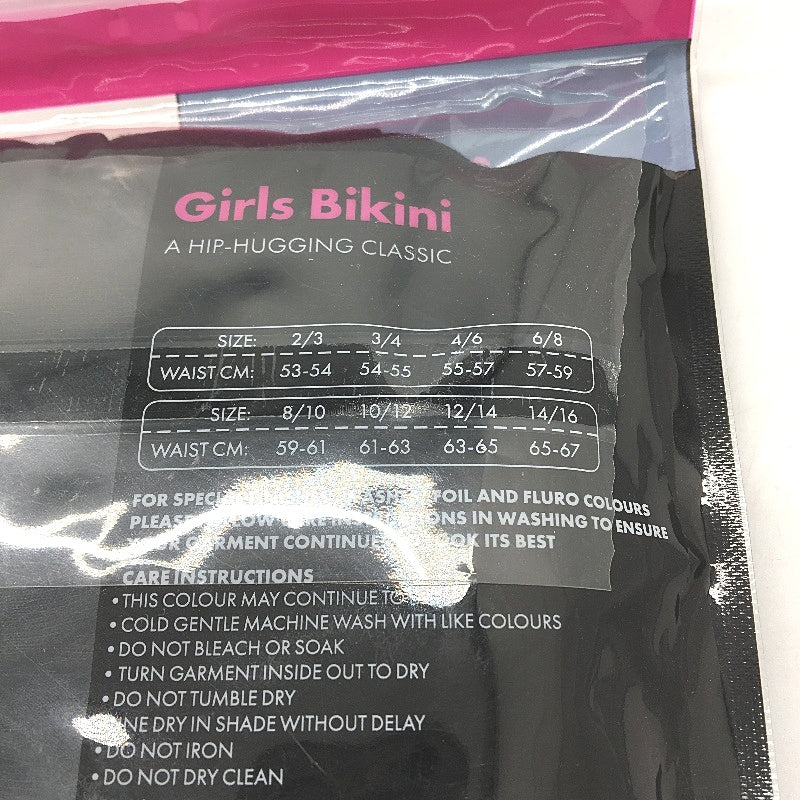 Girls Bikini
A HIP-HUGGING CLASSIC
SIZE: 2/3 3/4 4/6 6/8
WAIST CM: 53-54 54-55 55-57 57-59
SIZE: 8/10 10/12 12/14 14/16
WAIST CM: 59-61 61-63 63-65 65-67
FOR FOIL AND FLURO COLOURS
IN WASHING TO ENSURE
GARMENT ITS BEST
CARE INSTRUCTIONS
• THIS COLOUR MAY CONTINUE TO
• COLD GENTLE MACHINE WASH WITH LIKE COLOURS
• DO NOT BLEACH OR SOAK
• TURN GARMENT INSIDE OUT TO DRY
• DO NOT TUMBLE DRY
DRY IN SHADE WITHOUT DELAY
• DO NOT IRON
• DO NOT DRY CLEAN